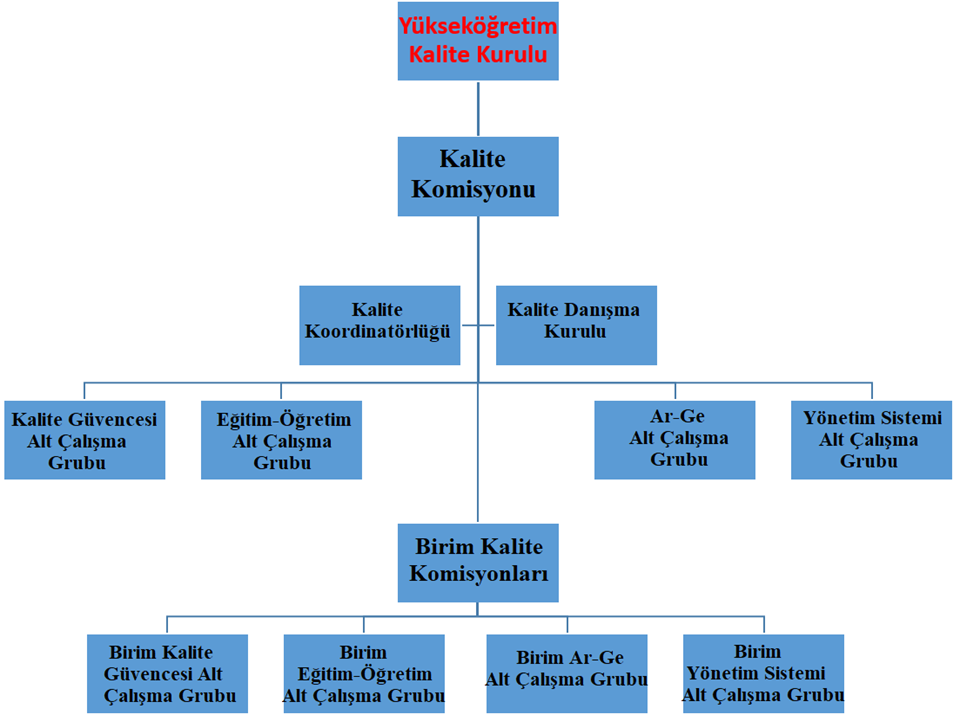 Yükseköğretim
Kalite Kurulu
Kalite
Komisyonu
Kalite
Koordinatörlüğü
Kalite Danışma
Kurulu
Kalite Güvencesi
Alt Çalışma
Grubu
Eğitim-Öğretim
Alt Çalışma
Grubu
Ar-Ge
Alt Çalışma
Grubu
Yönetim Sistemi
Alt Çalışma
Grubu
Birim Kalite
Komisyonları
Birim Kalite
Güvencesi Alt
Çalışma Grubu
Birim
Eğitim-Öğretim
Alt Çalışma Grubu
Birim Ar-Ge
Alt Çalışma Grubu
Birim
Yönetim Sistemi
Alt Çalışma Grubu